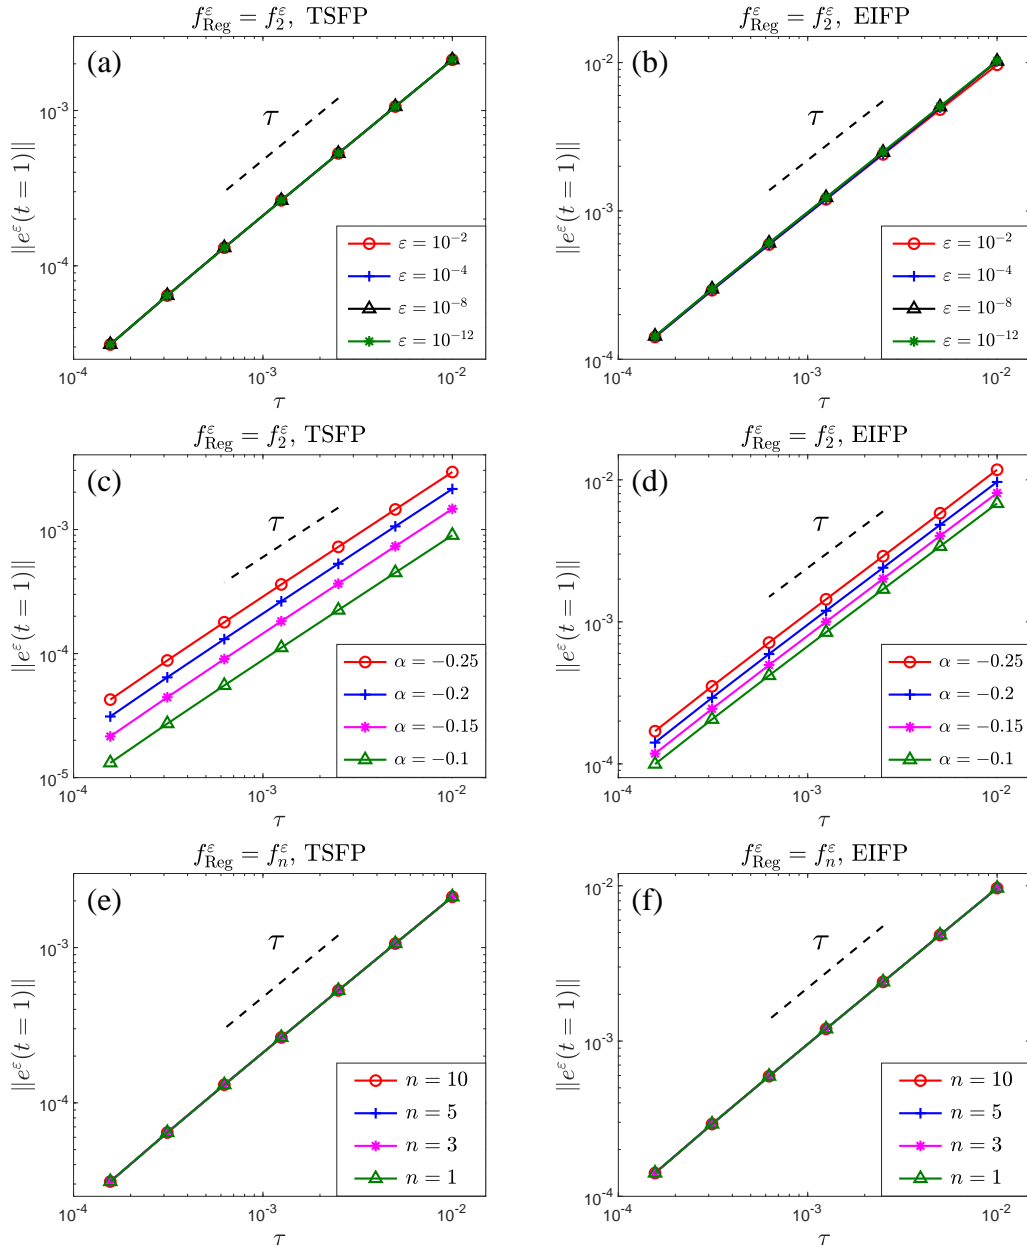 f^ε_Reg = f^ε_2, TSFP
(a)
τ
‖e^ε(t = 1)‖
10^-3
10^-4
ε = 10^-2
ε = 10^-4
ε = 10^-8
ε = 10^-12
10^-4 10^-3 10^-2
τ
f^ε_Reg = f^ε_2, EIFP
(b)
τ
‖e^ε(t = 1)‖
10^-2
10^-3
10^-4
ε = 10^-2
ε = 10^-4
ε = 10^-8
ε = 10^-12
10^-4 10^-3 10^-2
τ
f^ε_Reg = f^ε_2, TSFP
(c)
τ
‖e^ε(t = 1)‖
10^-3
10^-4
10^-5
α = −0.25
α = −0.2
α = −0.15
α = −0.1
10^-4 10^-3 10^-2
τ
f^ε_Reg = f^ε_2, EIFP
(d)
τ
‖e^ε(t = 1)‖
10^-2
10^-3
10^-4
α = −0.25
α = −0.2
α = −0.15
α = −0.1
10^-4 10^-3 10^-2
τ
f^ε_Reg = f^ε_n, TSFP
(e)
τ
‖e^ε(t = 1)‖
10^-3
10^-4
n = 10
n = 5
n = 3
n = 1
10^-4 10^-3 10^-2
τ
f^ε_Reg = f^ε_n, EIFP
(f)
τ
‖e^ε(t = 1)‖
10^-2
10^-3
10^-4
n = 10
n = 5
n = 3
n = 1
10^-4 10^-3 10^-2
τ